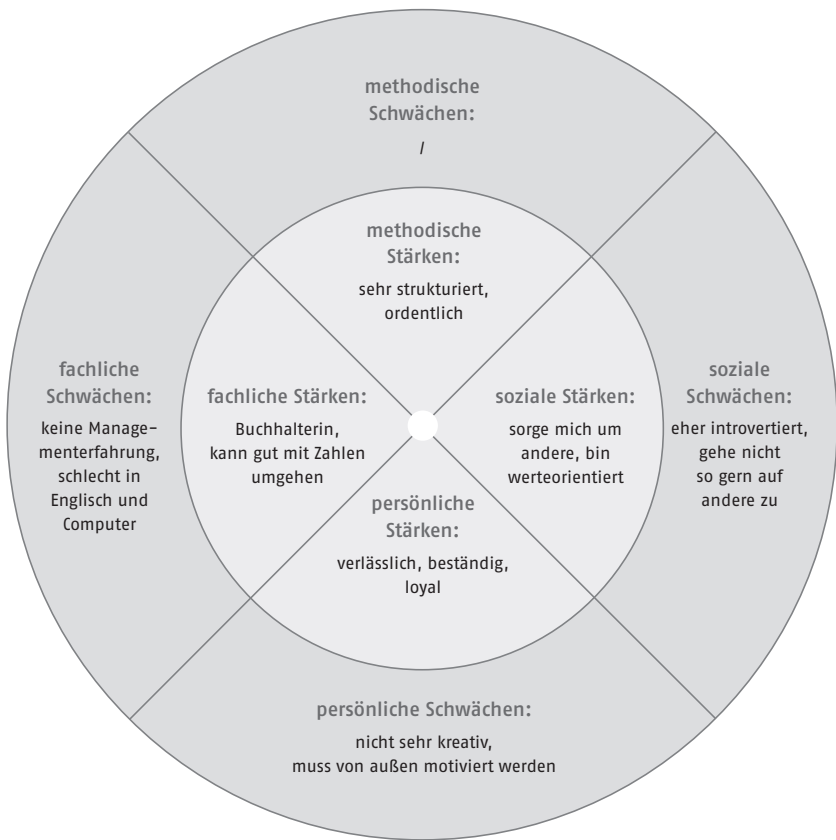 methodische
Schwächen:
/
methodische
Stärken:
sehr strukturiert,
ordentlich
fachliche
Schwächen:
keine Manage-
menterfahrung,
schlecht in
Englisch und
Computer
fachliche Stärken:
Buchhalterin,
kann gut mit Zahlen
umgehen
soziale Stärken:
sorge mich um
andere, bin
werteorientiert
soziale
Schwächen:
eher introvertiert,
gehe nicht
so gern auf
andere zu
persönliche
Stärken:
verlässlich, beständig,
loyal
persönliche Schwächen:
nicht sehr kreativ,
muss von außen motiviert werden